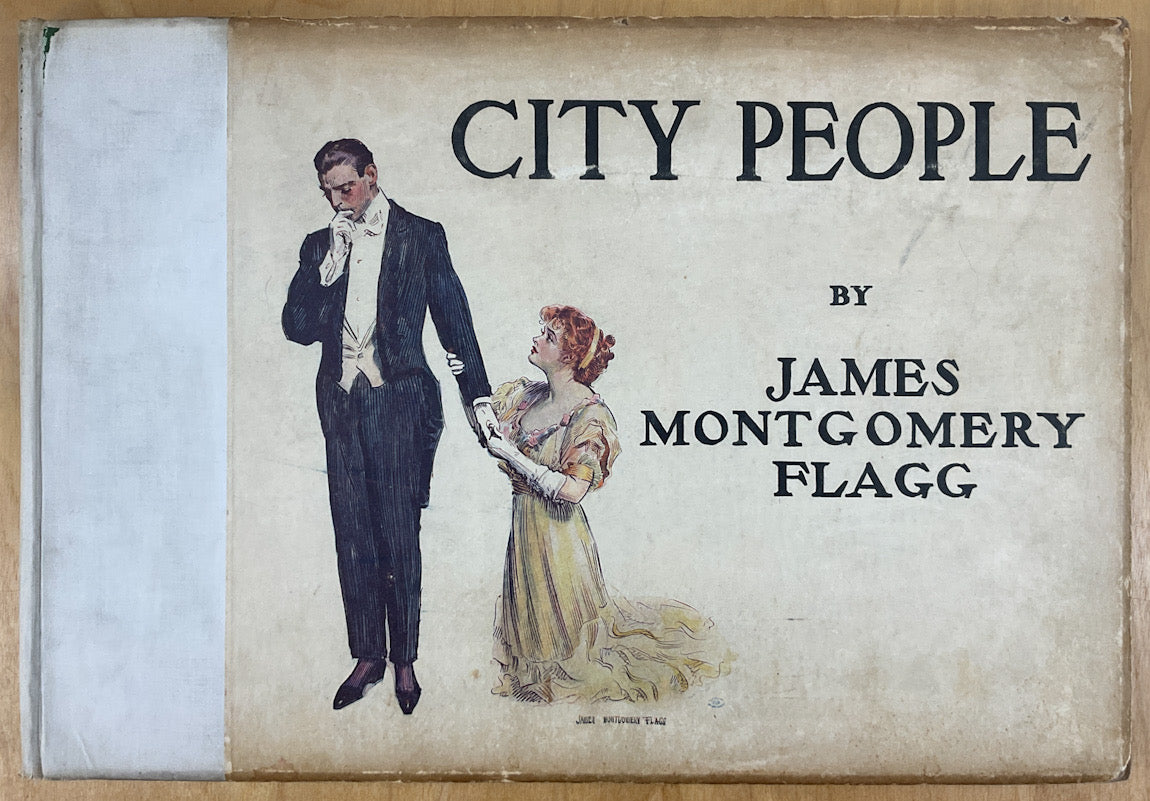 CITY PEOPLE
BY
JAMES
MONTGOMERY
FLAGG
JAMES MONTGOMERY FLAGG